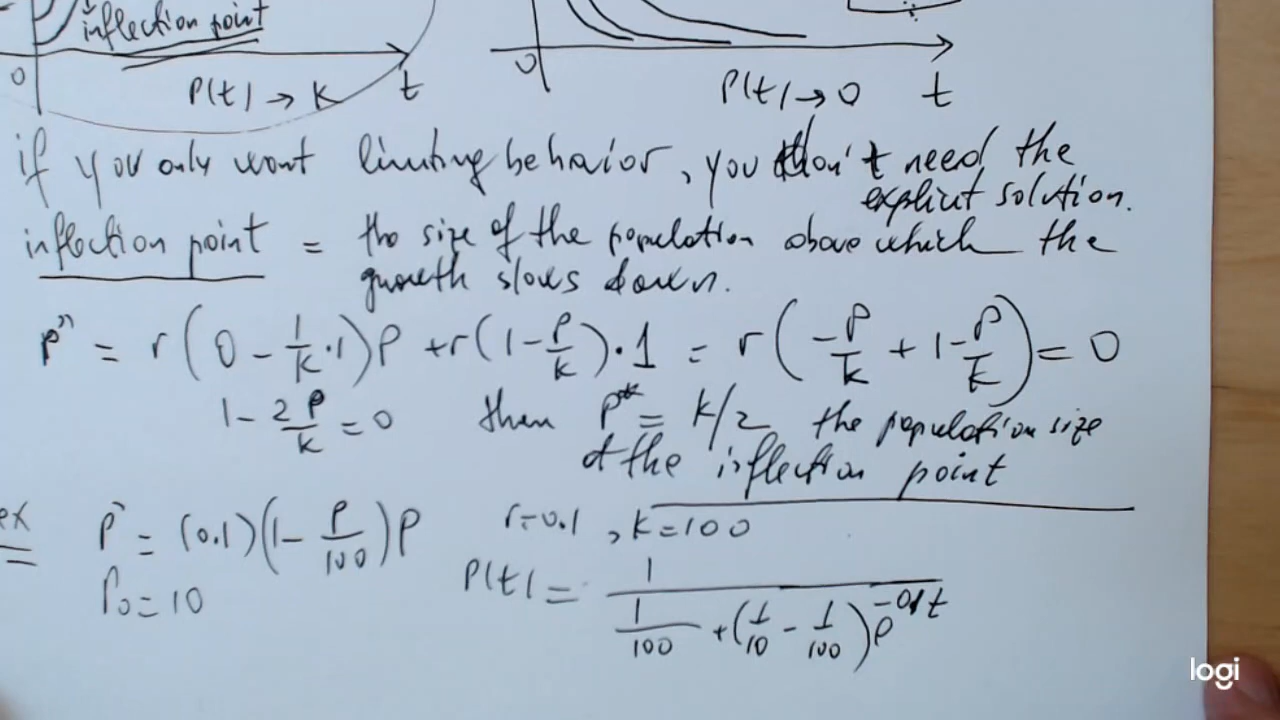 inflection point
0
P(t) → K
t
0
P(t) → 0
t
if you only want limiting behavior, you don't need the
explicit solution.
inflection point = the size of the population above which the
growth slows down.
P'' = r(0 - 1/K · 1)P + r(1 - P/K) · 1 = r(-P/K + 1 - P/K) = 0
1 - 2P/K = 0 then P* = K/2 the population size
at the inflection point
ex P' = (0.1)(1 - P/100)P r=0.1, K=100
P0 = 10 P(t) = 1/(1/100 + (1/10 - 1/100)e^-0.1t)
logi